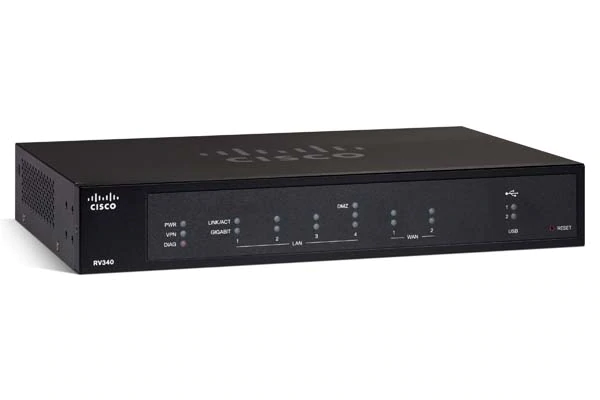 CISCO
CISCO
PWR
VPN
DIAG
LINK/ACT
GIGABIT
DMZ
1 2 3 4
LAN
1 2
WAN
1
2
USB
RESET
RV340